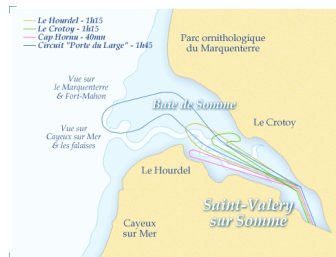 Le Hourdel - 1h15
Le Crotoy - 1h15
Cap Hornu - 40mn
Circuit "Porte du Large" - 1h45
Parc ornithologique
du Marquenterre
Vue sur
le Marquenterre
& Fort-Mahon
Baie de Somme
Vue sur
Cayeux sur Mer
& les falaises
Le Crotoy
Le Hourdel
Saint-Valery
sur Somme
Cayeux
sur Mer